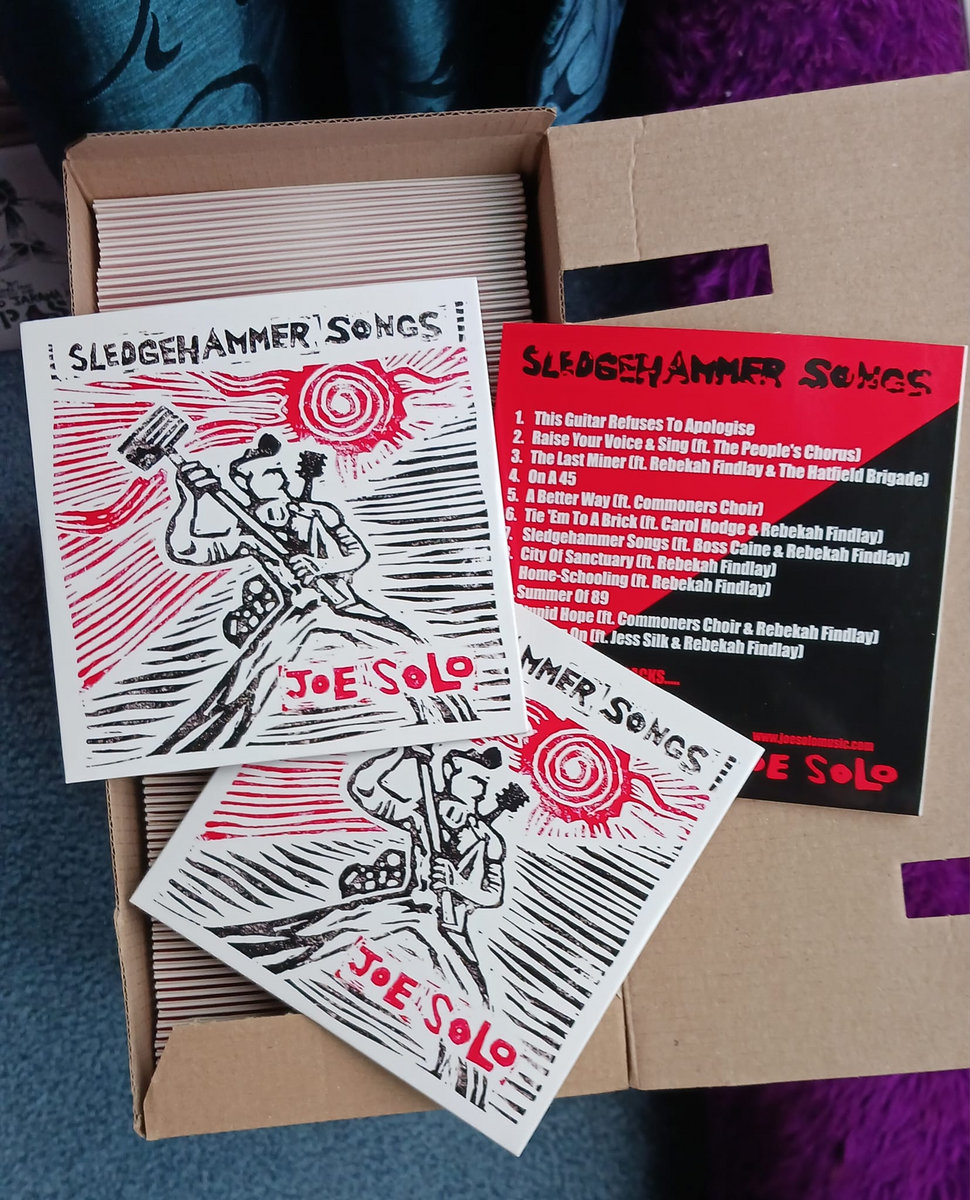 SLEDGEHAMMER SONGS
JOE SOLO
SLEDGEHAMMER SONGS
1. This Guitar Refuses To Apologise
2. Raise Your Voice & Sing (ft. The People's Chorus)
3. The Last Miner (ft. Rebekah Findlay & The Hatfield Brigade)
4. On A 45
5. A Better Way (ft. Commoners Choir)
6. Tie 'Em To A Brick (ft. Carol Hodge & Rebekah Findlay)
7. Sledgehammer Songs (ft. Boss Caine & Rebekah Findlay)
City Of Sanctuary (ft. Rebekah Findlay)
Home-Schooling (ft. Rebekah Findlay)
Summer Of 89
Hope (ft. Commoners Choir & Rebekah Findlay)
On (ft. Jess Silk & Rebekah Findlay)
www.joesolomusic.com
SOLO
SONGS
JOE SOLO